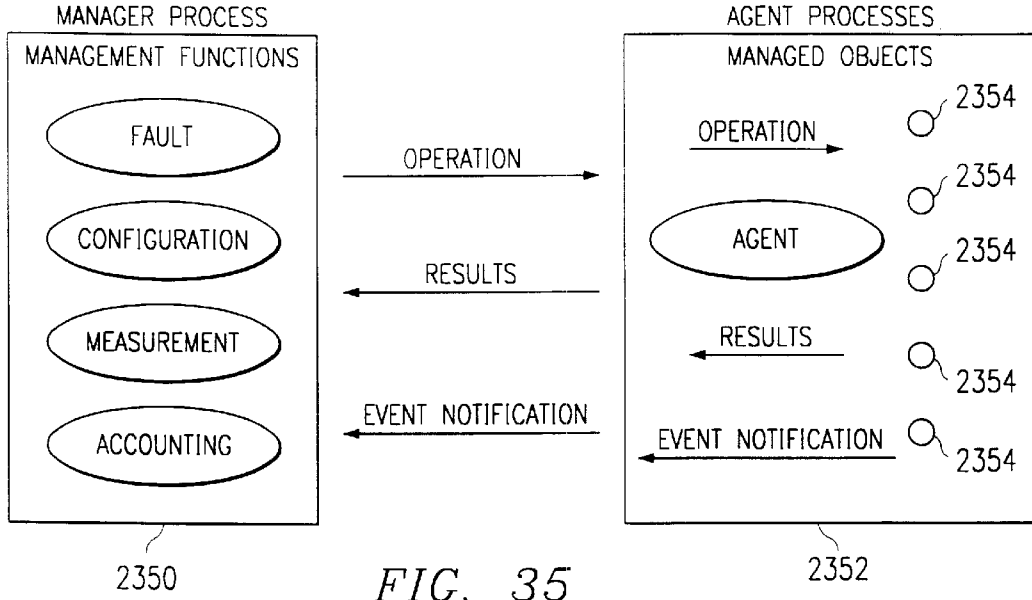 MANAGER PROCESS
MANAGEMENT FUNCTIONS
FAULT
CONFIGURATION
MEASUREMENT
ACCOUNTING
2350
OPERATION
RESULTS
EVENT NOTIFICATION
AGENT PROCESSES
MANAGED OBJECTS
OPERATION
AGENT
RESULTS
EVENT NOTIFICATION
2354
2354
2354
2354
2354
2352
FIG. 35